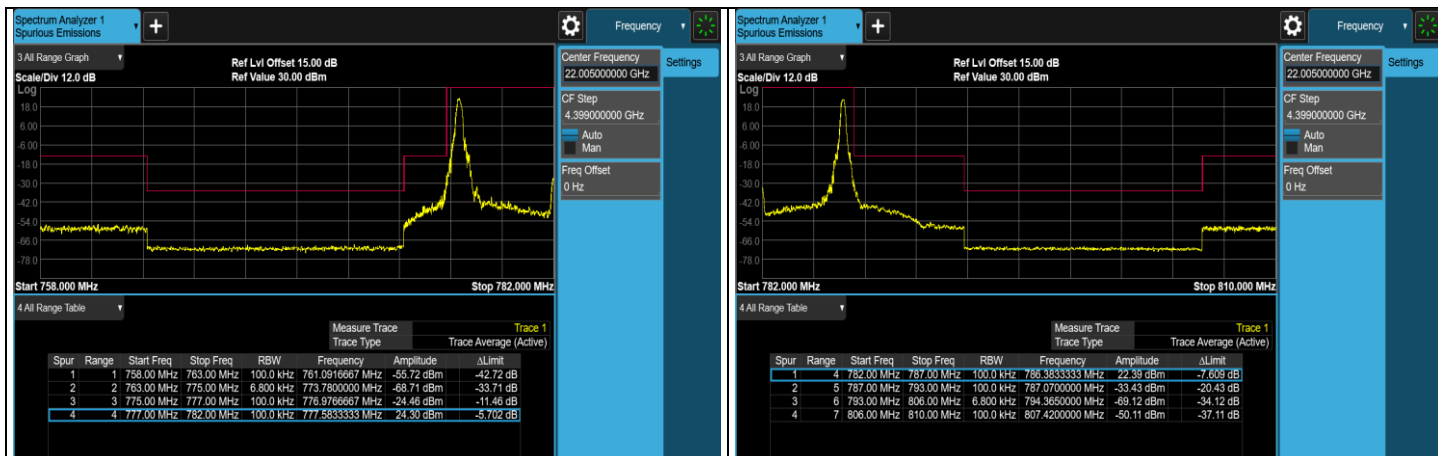 Spectrum Analyzer 1
Spurious Emissions
+
Frequency
3 All Range Graph
Ref Lvl Offset 15.00 dB
Scale/Div 12.0 dB
Ref Value 30.00 dBm
Log
18.0
6.00
-6.00
-18.0
-30.0
-42.0
-54.0
-66.0
-78.0
Start 758.000 MHz Stop 782.000 MHz
Center Frequency
22.005000000 GHz
Settings
CF Step
4.399000000 GHz
Auto
Man
Freq Offset
0 Hz
4 All Range Table
Measure Trace Trace 1
Trace Type Trace Average (Active)
Spur Range Start Freq Stop Freq RBW Frequency Amplitude ΔLimit
1 1 758.00 MHz 763.00 MHz 100.0 kHz 761.0916667 MHz -55.72 dBm -42.72 dB
2 2 763.00 MHz 775.00 MHz 6.800 kHz 773.7800000 MHz -68.71 dBm -33.71 dB
3 3 775.00 MHz 777.00 MHz 100.0 kHz 776.9766667 MHz -24.46 dBm -11.46 dB
4 4 777.00 MHz 782.00 MHz 100.0 kHz 777.5833333 MHz 24.30 dBm -5.702 dB
Spectrum Analyzer 1
Spurious Emissions
+
Frequency
3 All Range Graph
Ref Lvl Offset 15.00 dB
Scale/Div 12.0 dB
Ref Value 30.00 dBm
Log
18.0
6.00
-6.00
-18.0
-30.0
-42.0
-54.0
-66.0
-78.0
Start 782.000 MHz Stop 810.000 MHz
Center Frequency
22.005000000 GHz
Settings
CF Step
4.399000000 GHz
Auto
Man
Freq Offset
0 Hz
4 All Range Table
Measure Trace Trace 1
Trace Type Trace Average (Active)
Spur Range Start Freq Stop Freq RBW Frequency Amplitude ΔLimit
1 4 782.00 MHz 787.00 MHz 100.0 kHz 786.3833333 MHz 22.39 dBm -7.609 dB
2 5 787.00 MHz 793.00 MHz 100.0 kHz 787.0700000 MHz -33.43 dBm -20.43 dB
3 6 793.00 MHz 806.00 MHz 6.800 kHz 794.3650000 MHz -69.12 dBm -34.12 dB
4 7 806.00 MHz 810.00 MHz 100.0 kHz 807.4200000 MHz -50.11 dBm -37.11 dB